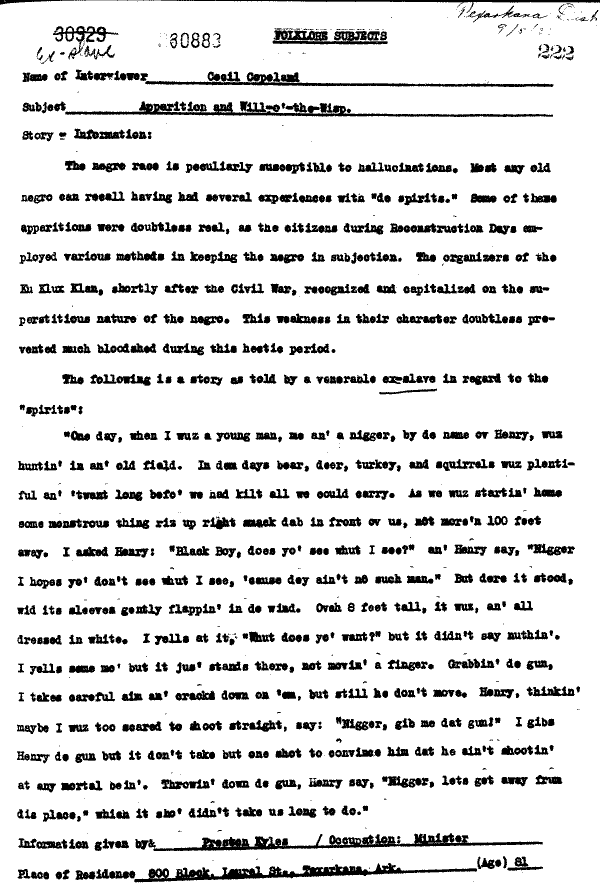 Texarkana Dist
30929 30883 FOLKLORE SUBJECTS 9/5/
ex-slave 222
Name of Interviewer Cecil Copeland
Subject Apparition and Will-o'-the-Wisp.
Story - Information:
The negro race is peculiarly susceptible to hallucinations. Most any old
negro can recall having had several experiences with "de spirits." Some of these
apparitions were doubtless real, as the citizens during Reconstruction Days em-
ployed various methods in keeping the negro in subjection. The organizers of the
Ku Klux Klan, shortly after the Civil War, recognized and capitalized on the su-
perstitious nature of the negro. This weakness in their character doubtless pre-
vented much bloodshed during this hectic period.
The following is a story as told by a venerable ex-slave in regard to the
"spirits":
"One day, when I wuz a young man, me an' a nigger, by de name ov Henry, wuz
huntin' in an' old field. In dem days bear, deer, turkey, and squirrels wuz plenti-
ful an' 'twant long befo' we had kilt all we could carry. As we wuz startin' home
some monstrous thing riz up right smack dab in front ov us, not more'n 100 feet
away. I asked Henry: "Black Boy, does yo' see whut I see?" an' Henry say, "Nigger
I hopes yo' don't see whut I see, 'cause dey ain't no such man." But dere it stood,
wid its sleeves gently flappin' in de wind. Ovah 8 feet tall, it wuz, an' all
dressed in white. I yells at it, "Whut does yo' want?" but it didn't say nuthin'.
I yells some mo' but it jus' stands there, not movin' a finger. Grabbin' de gun,
I takes careful aim an' cracks down on 'em, but still he don't move. Henry, thinkin'
maybe I wuz too scared to shoot straight, say: "Nigger, gib me dat gun!" I gibs
Henry de gun but it don't take but one shot to convince him dat he ain't shootin'
at any mortal bein'. Throwin' down de gun, Henry say, "Nigger, lets get away frum
dis place," which it sho' didn't take us long to do."
Information given by: Preston Kyles / Occupation: Minister
Place of Residence 800 Block, Laural St., Texarkana, Ark. (Age) 81